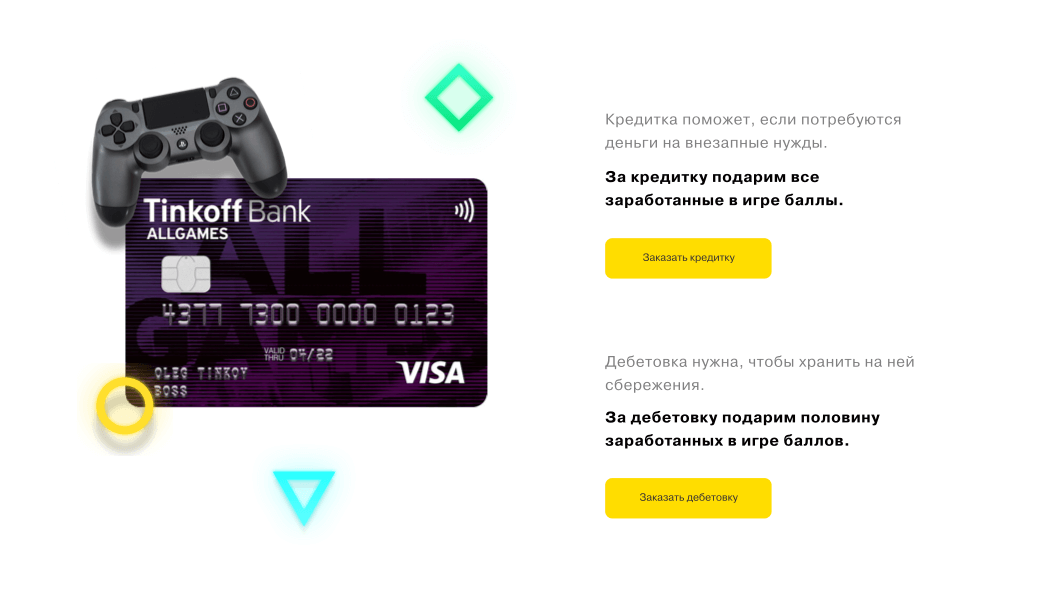 Tinkoff Bank
ALLGAMES
ALL
GAMES
4377 7300 0000 0123
VALID
THRU 04/22
OLEG TINKOV
BOSS
VISA
Кредитка поможет, если потребуются
деньги на внезапные нужды.
За кредитку подарим все
заработанные в игре баллы.
Заказать кредитку
Дебетовка нужна, чтобы хранить на ней
сбережения.
За дебетовку подарим половину
заработанных в игре баллов.
Заказать дебетовку